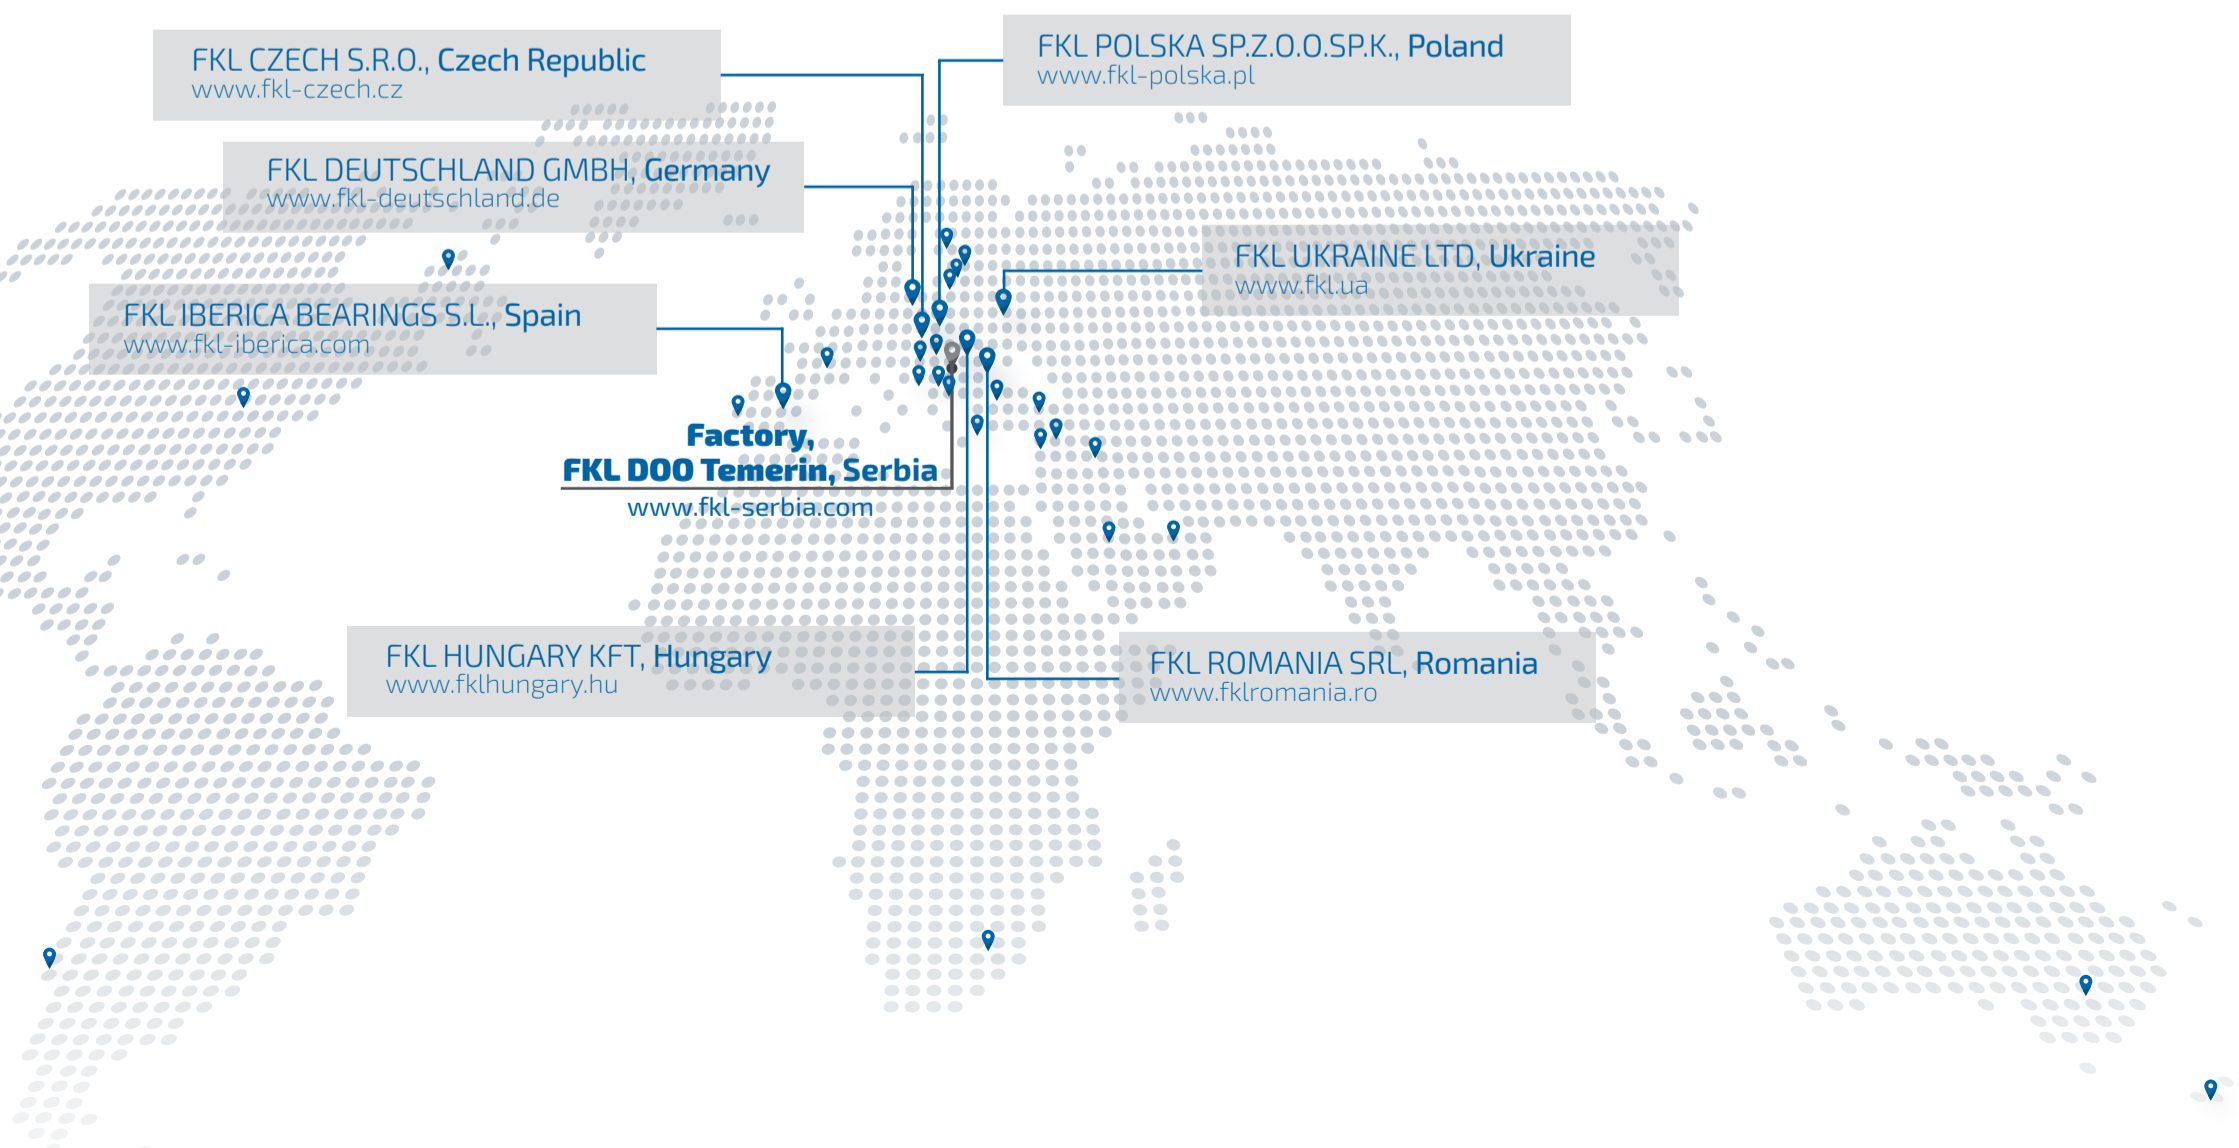 FKL CZECH S.R.O., Czech Republic
www.fkl-czech.cz
FKL POLSKA SP.Z.O.O.SP.K., Poland
www.fkl-polska.pl
FKL DEUTSCHLAND GMBH, Germany
www.fkl-deutschland.de
FKL UKRAINE LTD, Ukraine
www.fkl.ua
FKL IBERICA BEARINGS S.L., Spain
www.fkl-iberica.com
Factory,
FKL DOO Temerin, Serbia
www.fkl-serbia.com
FKL HUNGARY KFT, Hungary
www.fklhungary.hu
FKL ROMANIA SRL, Romania
www.fklromania.ro